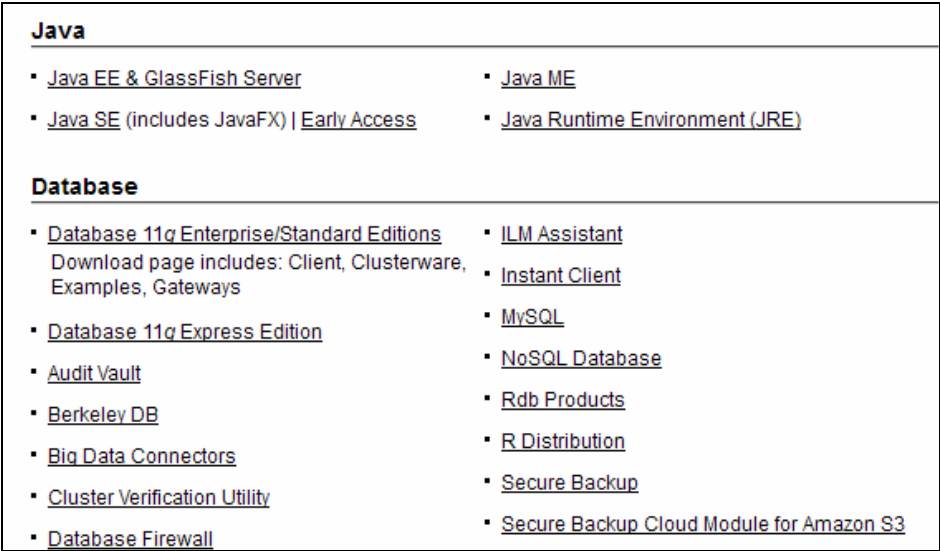 Java
Java EE & GlassFish Server
Java SE (includes JavaFX) | Early Access
Java ME
Java Runtime Environment (JRE)
Database
Database 11g Enterprise/Standard Editions
Download page includes: Client, Clusterware,
Examples, Gateways
Database 11g Express Edition
Audit Vault
Berkeley DB
Big Data Connectors
Cluster Verification Utility
Database Firewall
ILM Assistant
Instant Client
MySQL
NoSQL Database
Rdb Products
R Distribution
Secure Backup
Secure Backup Cloud Module for Amazon S3